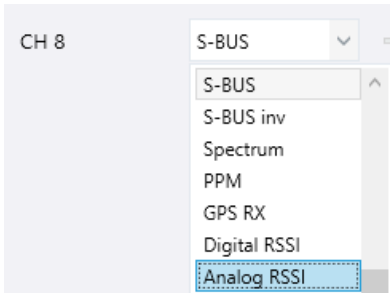 CH 8 S-BUS
S-BUS
S-BUS inv
Spectrum
PPM
GPS RX
Digital RSSI
Analog RSSI